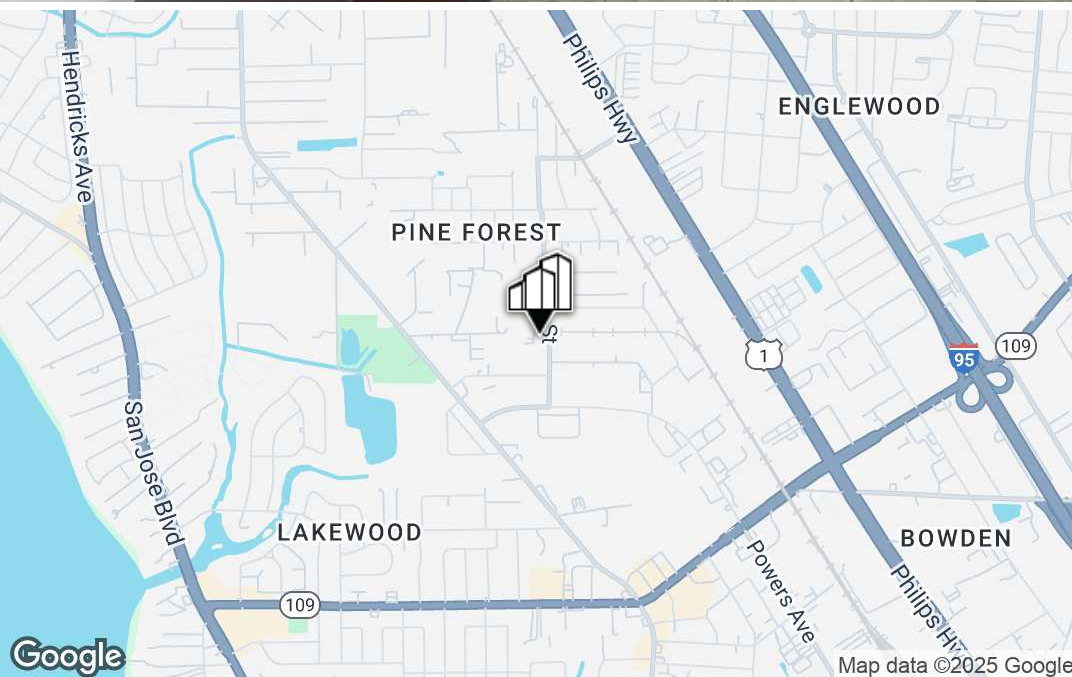 Hendricks Ave
Philips Hwy
ENGLEWOOD
PINE FOREST
St
1
95
109
San Jose Blvd
LAKEWOOD
BOWDEN
109
Powers Ave
Philips Hw
Google
Map data ©2025 Google